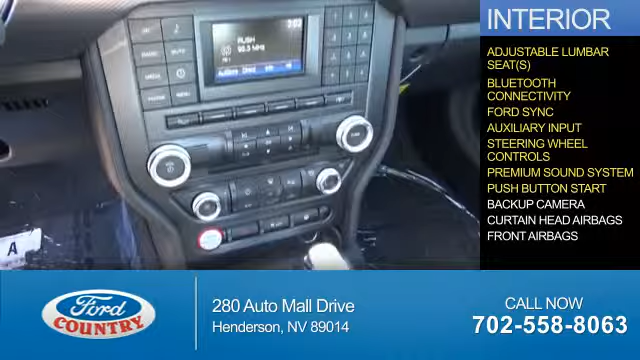 INTERIOR
ADJUSTABLE LUMBAR
SEAT(S)
BLUETOOTH
CONNECTIVITY
FORD SYNC
AUXILIARY INPUT
STEERING WHEEL
CONTROLS
PREMIUM SOUND SYSTEM
PUSH BUTTON START
BACKUP CAMERA
CURTAIN HEAD AIRBAGS
FRONT AIRBAGS
A
Ford
COUNTRY
280 Auto Mall Drive
Henderson, NV 89014
CALL NOW
702-558-8063